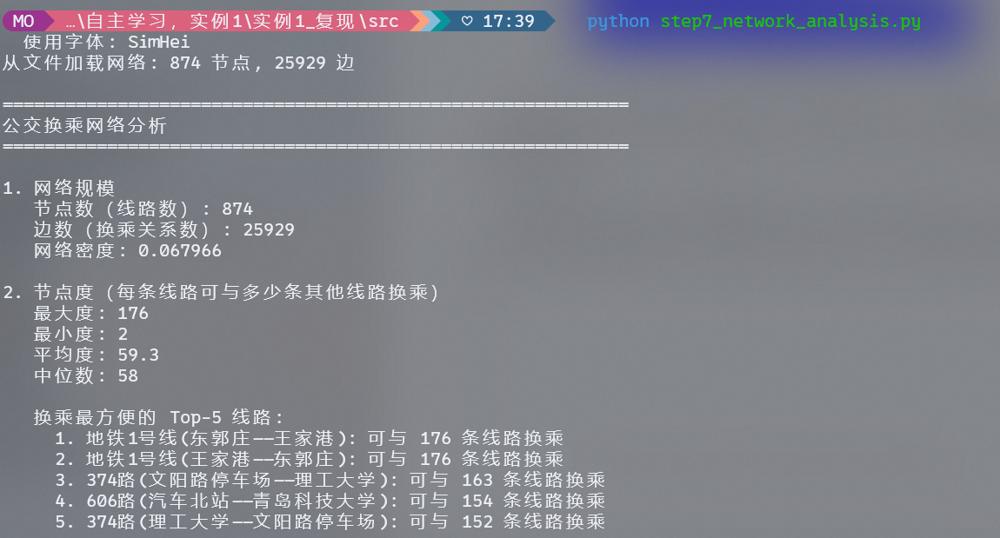 MO …\自主学习, 实例1\实例1_复现\src ♡ 17:39 python step7_network_analysis.py
使用字体: SimHei
从文件加载网络: 874 节点, 25929 边
============================================================
公交换乘网络分析
============================================================
1. 网络规模
节点数 (线路数) : 874
边数 (换乘关系数) : 25929
网络密度: 0.067966
2. 节点度 (每条线路可与多少条其他线路换乘)
最大度: 176
最小度: 2
平均度: 59.3
中位数: 58
换乘最方便的 Top-5 线路:
1. 地铁1号线(东郭庄——王家港): 可与 176 条线路换乘
2. 地铁1号线(王家港——东郭庄): 可与 176 条线路换乘
3. 374路(文阳路停车场——理工大学): 可与 163 条线路换乘
4. 606路(汽车北站——青岛科技大学): 可与 154 条线路换乘
5. 374路(理工大学——文阳路停车场): 可与 152 条线路换乘